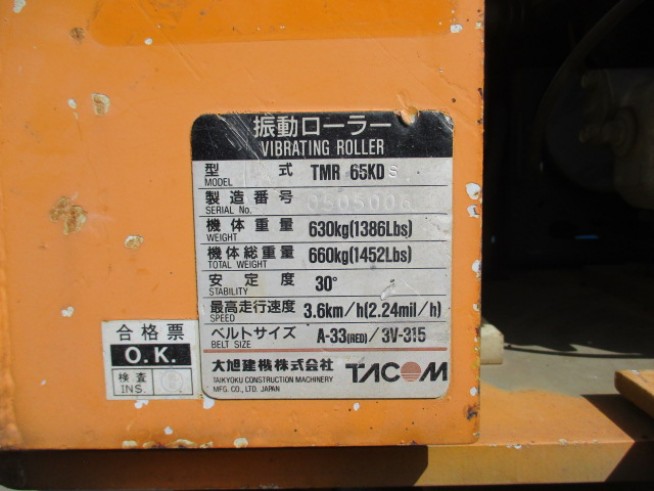 振動ローラー
VIBRATING ROLLER
型式 TMR 65KDS
MODEL
製造番号
SERIAL No.
機体重量 630kg(1386Lbs)
WEIGHT
機体総重量 660kg(1452Lbs)
TOTAL WEIGHT
安定度 30°
STABILITY
最高走行速度 3.6km/h(2.24mil/h)
SPEED
ベルトサイズ A-33(RED)/3V-315
BELT SIZE
大旭建機株式会社 TACOM
TAIKYOKU CONSTRUCTION MACHINERY
MFG. CO., LTD. JAPAN
合格票
O.K.
検査
INS.